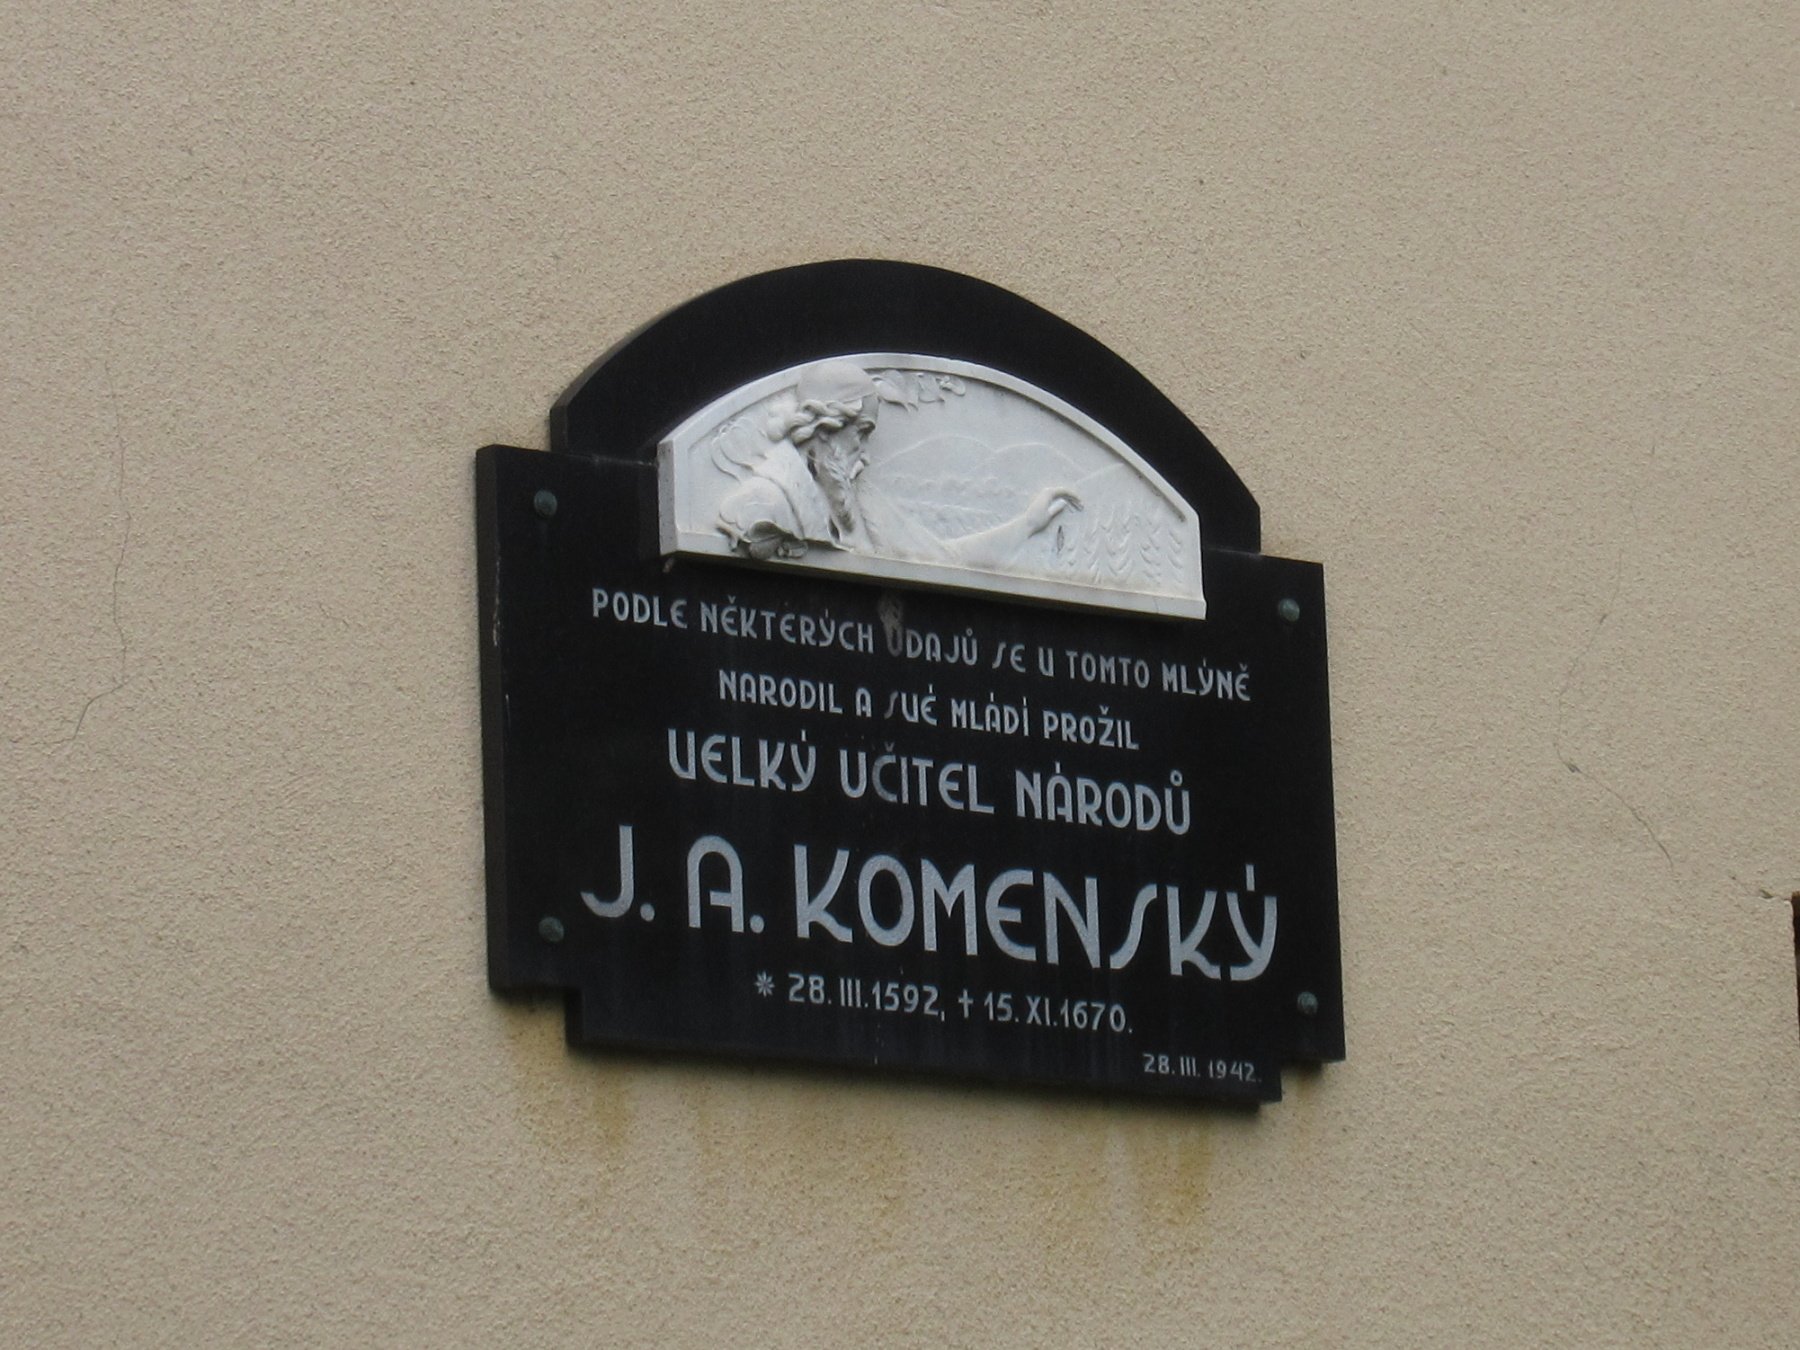 PODLE NĚKTERÝCH ÚDAJŮ SE U TOMTO MLÝNĚ
NARODIL A SVÉ MLÁDÍ PROŽIL
VELKÝ UČITEL NÁRODŮ
J. A. KOMENSKÝ
* 28. III. 1592, † 15. XI. 1670.
28. III. 1942.